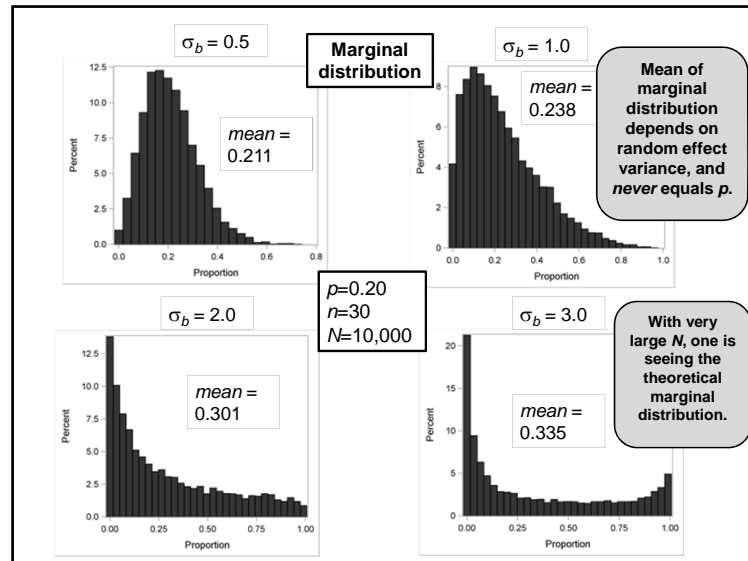 σb = 0.5
Marginal
distribution
σb = 1.0
12.5
10.0
7.5
5.0
2.5
0.0
Percent
mean =
0.211
0.0 0.2 0.4 0.6 0.8
Proportion
8
6
4
2
0
Percent
mean =
0.238
0.0 0.2 0.4 0.6 0.8 1.0
Proportion
Mean of
marginal
distribution
depends on
random effect
variance, and
never equals p.
p=0.20
n=30
N=10,000
σb = 2.0
12.5
10.0
7.5
5.0
2.5
0.0
Percent
mean =
0.301
0.00 0.25 0.50 0.75 1.00
Proportion
σb = 3.0
20
15
10
5
0
Percent
mean =
0.335
0.00 0.25 0.50 0.75 1.00
Proportion
With very
large N, one is
seeing the
theoretical
marginal
distribution.